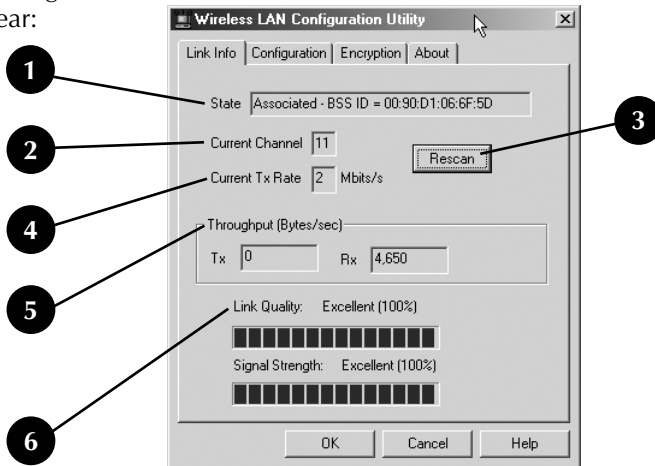 ear:
Wireless LAN Configuration Utility
Link Info Configuration Encryption About
1
State Associated - BSS ID = 00:90:D1:06:6F:5D
2
Current Channel 11
3
Rescan
Current Tx Rate 2 Mbits/s
4
Throughput (Bytes/sec)
Tx 0 Rx 4,650
5
Link Quality: Excellent (100%)
Signal Strength: Excellent (100%)
6
OK Cancel Help